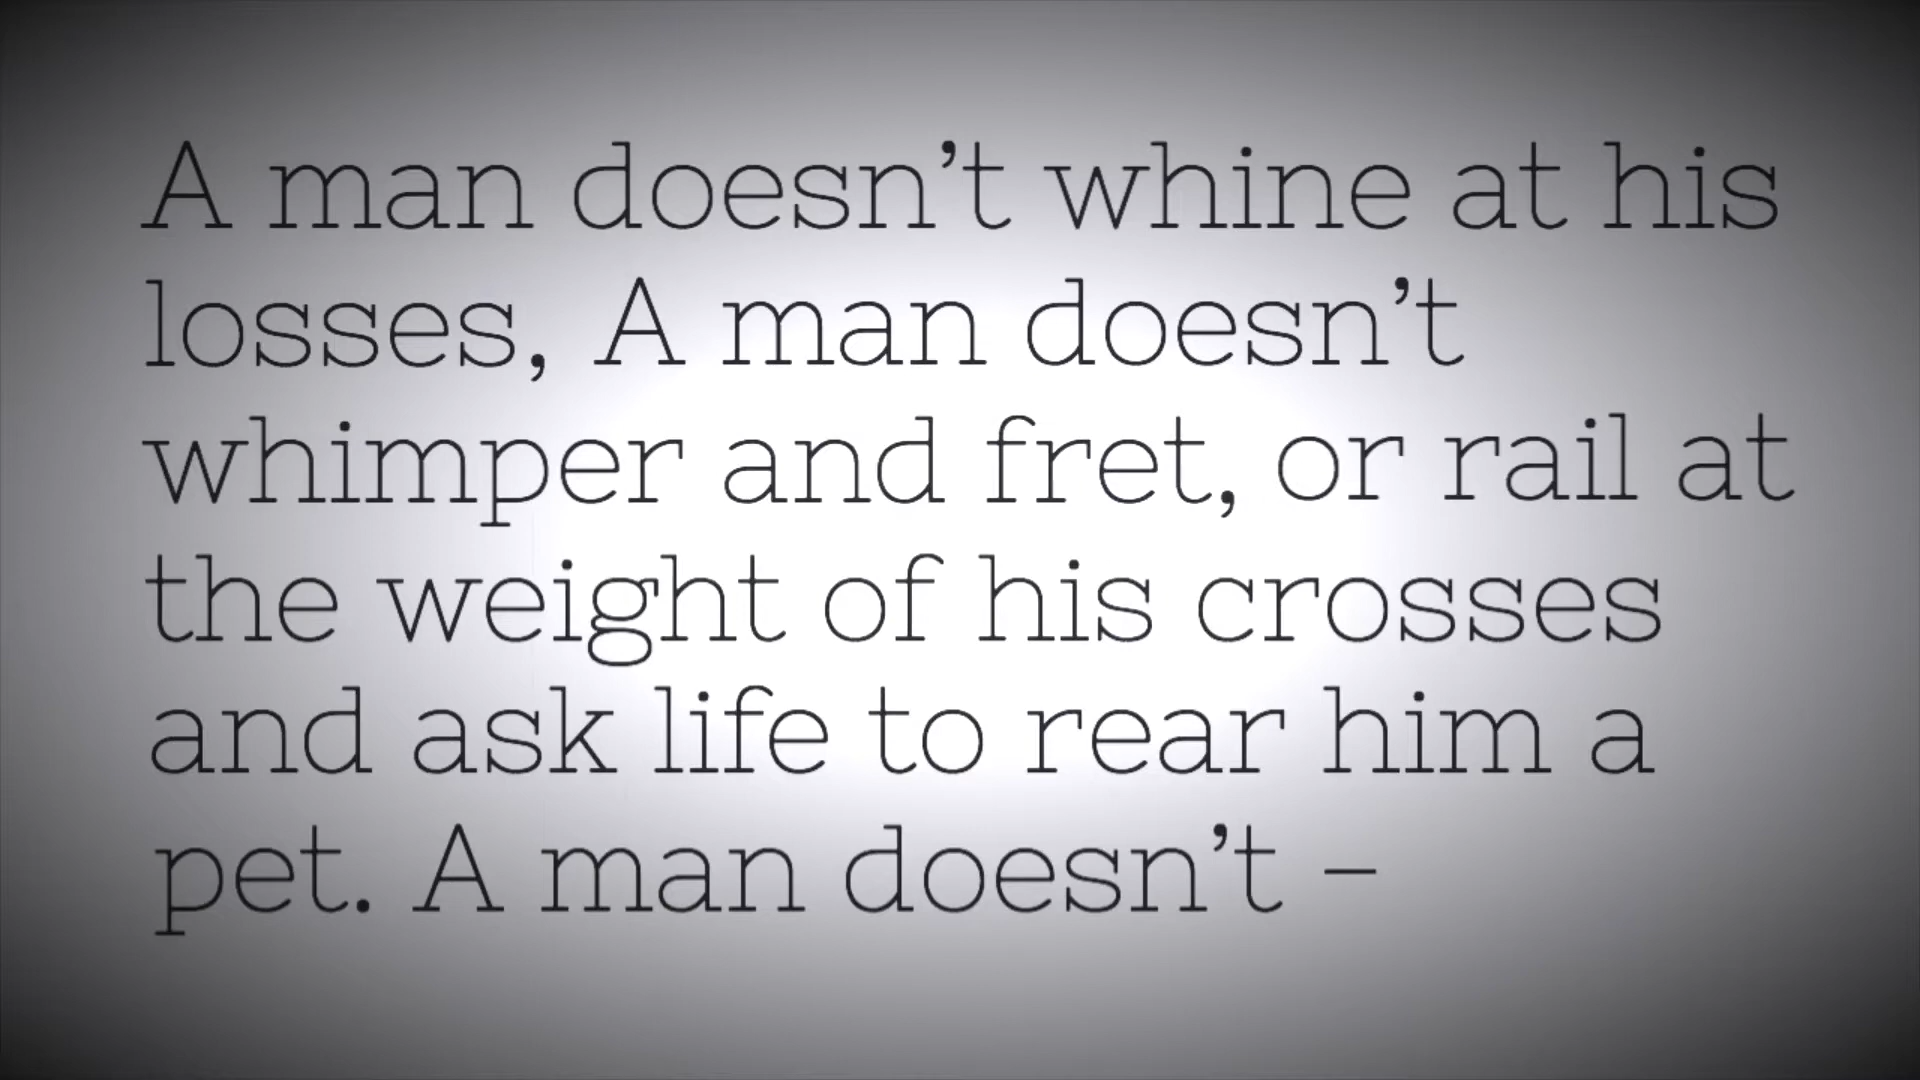 A man doesn’t whine at his
losses, A man doesn’t
whimper and fret, or rail at
the weight of his crosses
and ask life to rear him a
pet. A man doesn’t –